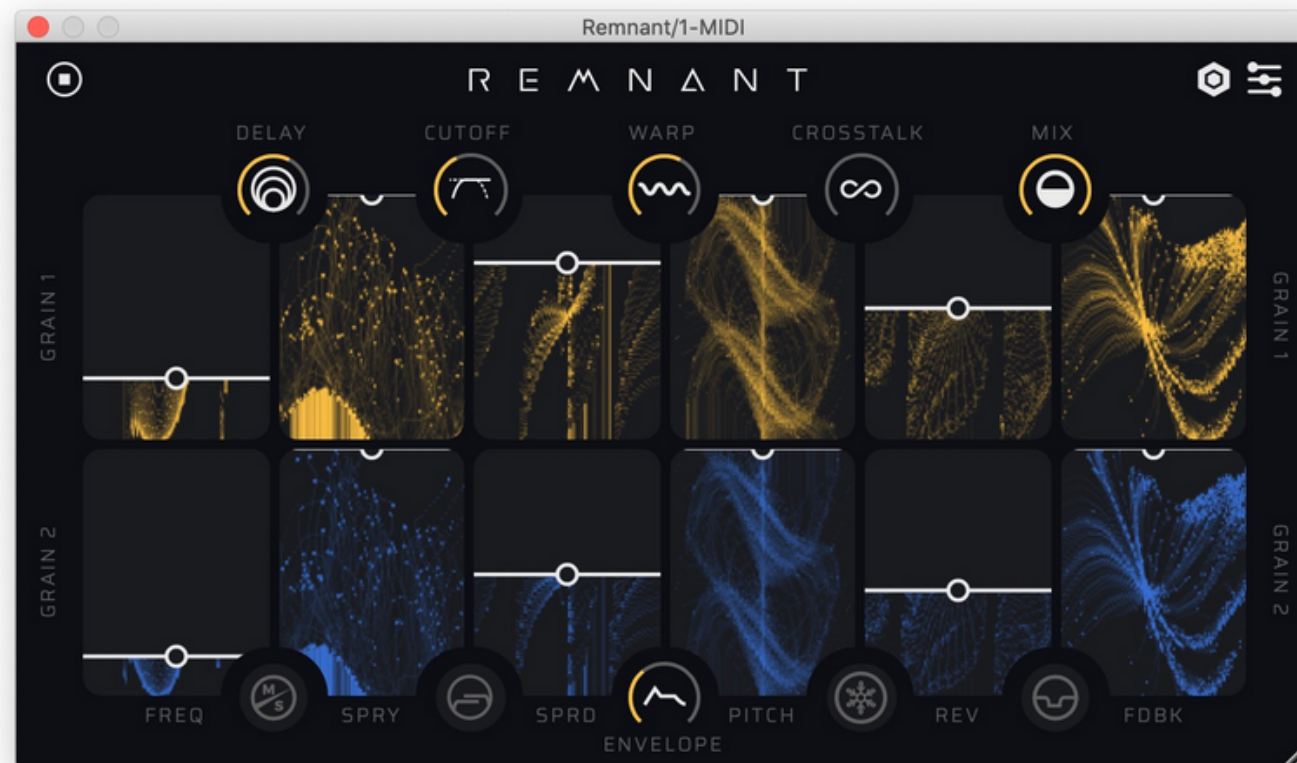 Remnant/1-MIDI
REMNANT
DELAY CUTOFF WARP CROSSTALK MIX
GRAIN 1 GRAIN 1
GRAIN 2 GRAIN 2
M/S
FREQ SPRY SPRD PITCH REV FDBK
ENVELOPE